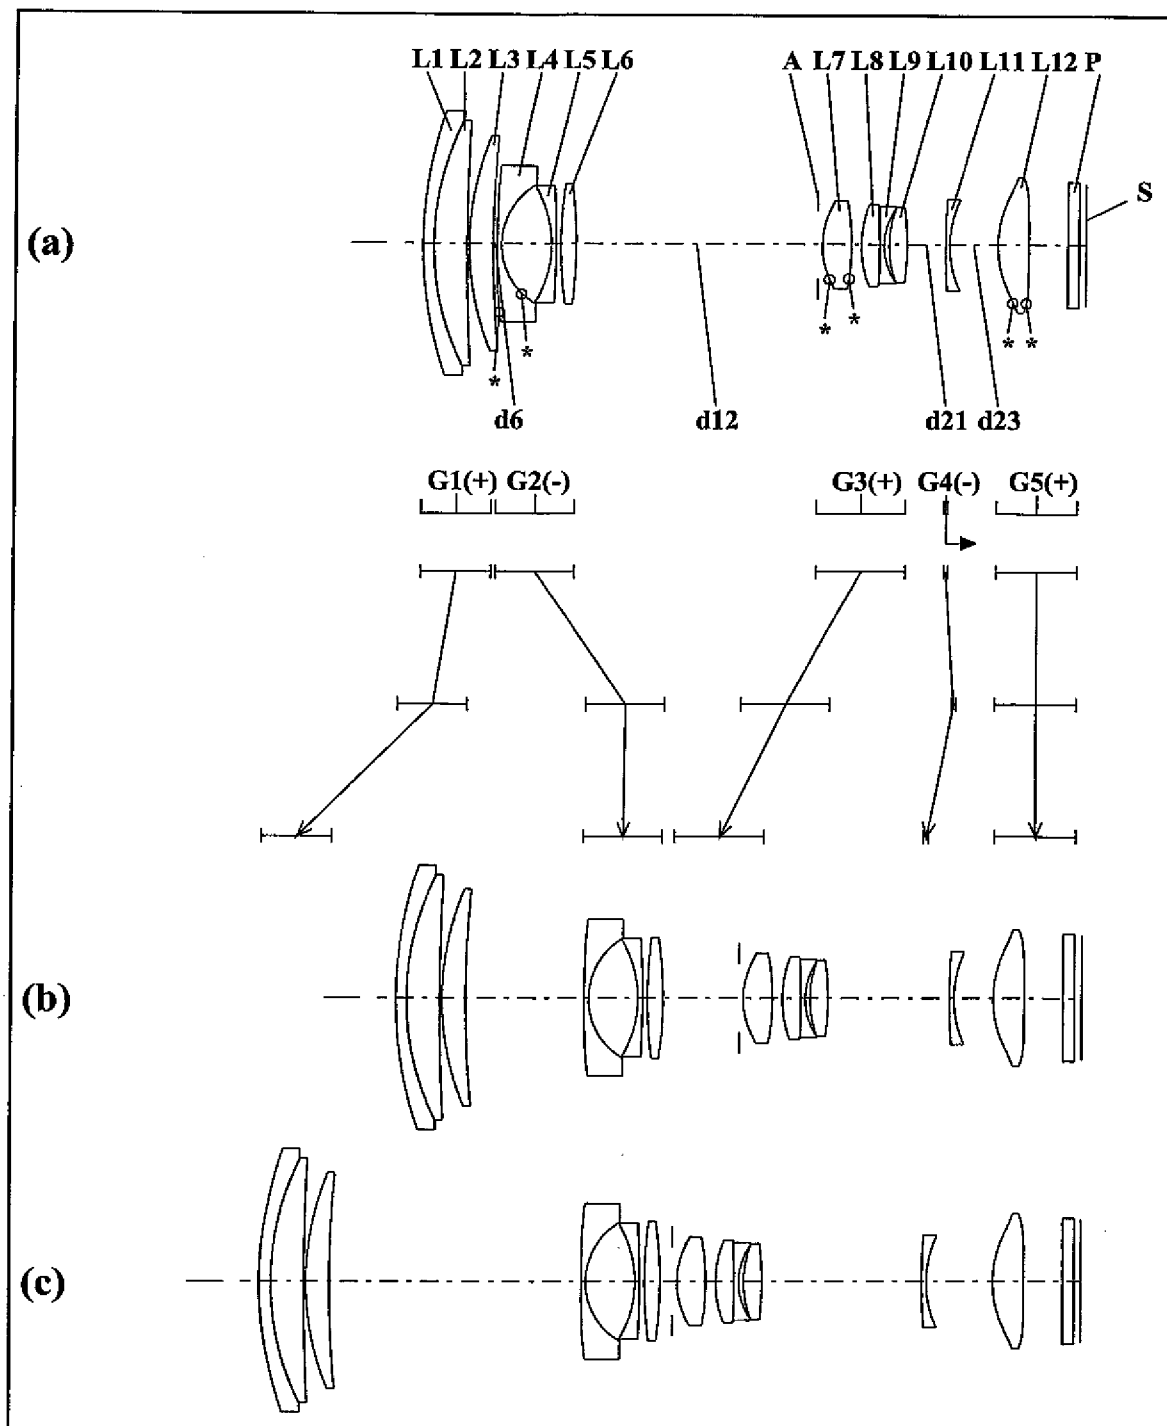 L1 L2 L3 L4 L5 L6 A L7 L8 L9 L10 L11 L12 P
S
(a)
* * * * * *
d6 d12 d21 d23
G1(+) G2(-) G3(+) G4(-) G5(+)
(b)
(c)